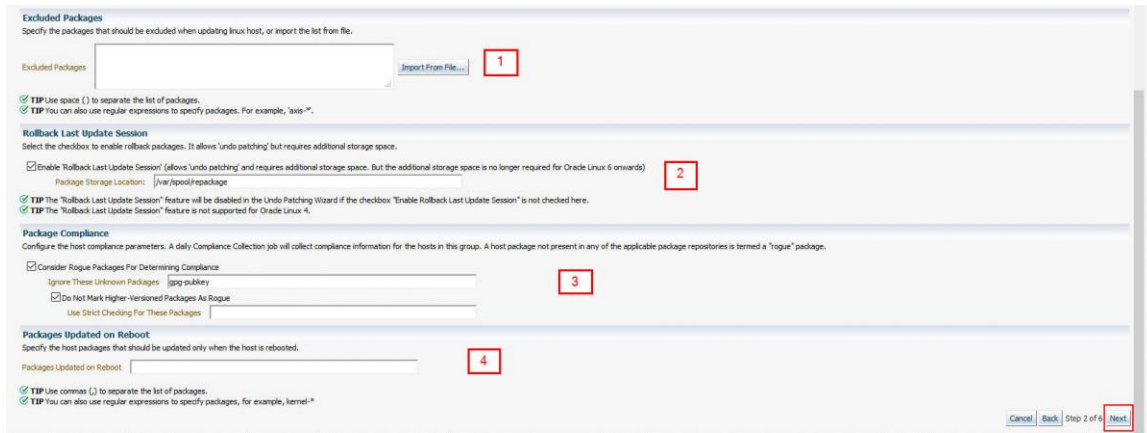 Excluded Packages
Specify the packages that should be excluded when updating linux host, or import the list from file.
Excluded Packages
Import From File...
1
TIP Use space ( ) to separate the list of packages.
TIP You can also use regular expressions to specify packages. For example, 'axis-*'.
Rollback Last Update Session
Select the checkbox to enable rollback packages. It allows 'undo patching' but requires additional storage space.
Enable 'Rollback Last Update Session' (allows 'undo patching' and requires additional storage space. But the additional storage space is no longer required for Oracle Linux 6 onwards)
Package Storage Location: /var/spool/repackage
2
TIP The "Rollback Last Update Session" feature will be disabled in the Undo Patching Wizard if the checkbox "Enable Rollback Last Update Session" is not checked here.
TIP The "Rollback Last Update Session" feature is not supported for Oracle Linux 4.
Package Compliance
Configure the host compliance parameters. A daily Compliance Collection job will collect compliance information for the hosts in this group. A host package not present in any of the applicable package repositories is termed a "rogue" package.
Consider Rogue Packages For Determining Compliance
Ignore These Unknown Packages gpg-pubkey
3
Do Not Mark Higher-Versioned Packages As Rogue
Use Strict Checking For These Packages
Packages Updated on Reboot
Specify the host packages that should be updated only when the host is rebooted.
Packages Updated on Reboot
4
TIP Use commas (,) to separate the list of packages.
TIP You can also use regular expressions to specify packages, for example, kernel-*
Cancel Back Step 2 of 6 Next